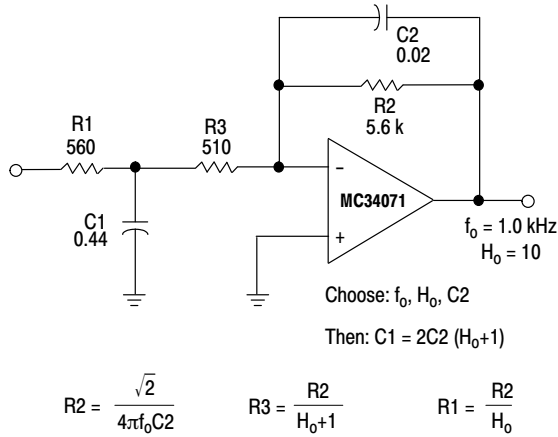 C2
0.02
R2
5.6 k
R1
560
R3
510
C1
0.44
−
MC34071
+
fo = 1.0 kHz
Ho = 10
Choose: fo, Ho, C2
Then: C1 = 2C2 (Ho+1)
R2 = √2 / 4πfoC2 R3 = R2 / Ho+1 R1 = R2 / Ho